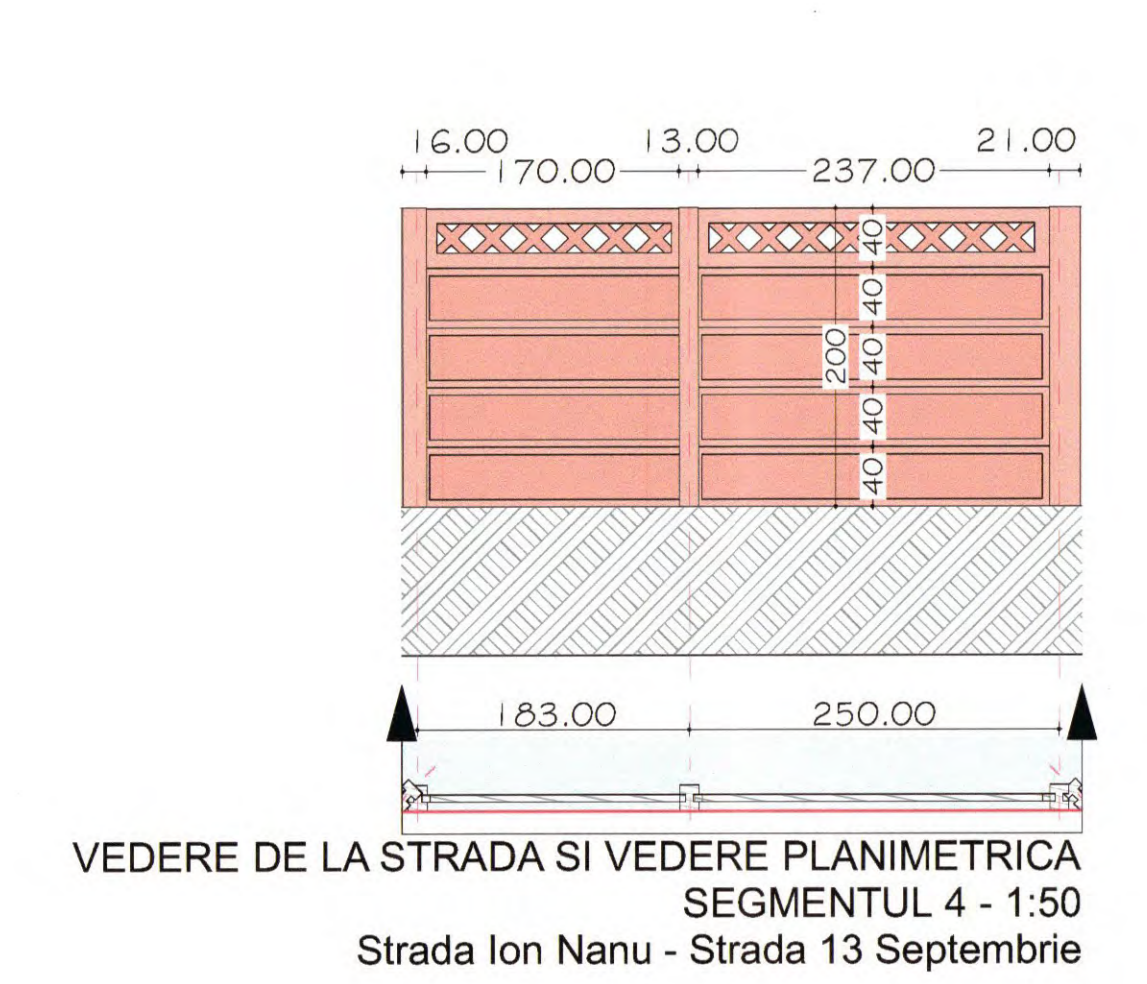 16.00 13.00 21.00
170.00 237.00
40
40
200
40
40
40
183.00 250.00
VEDERE DE LA STRADA SI VEDERE PLANIMETRICA
SEGMENTUL 4 - 1:50
Strada Ion Nanu - Strada 13 Septembrie